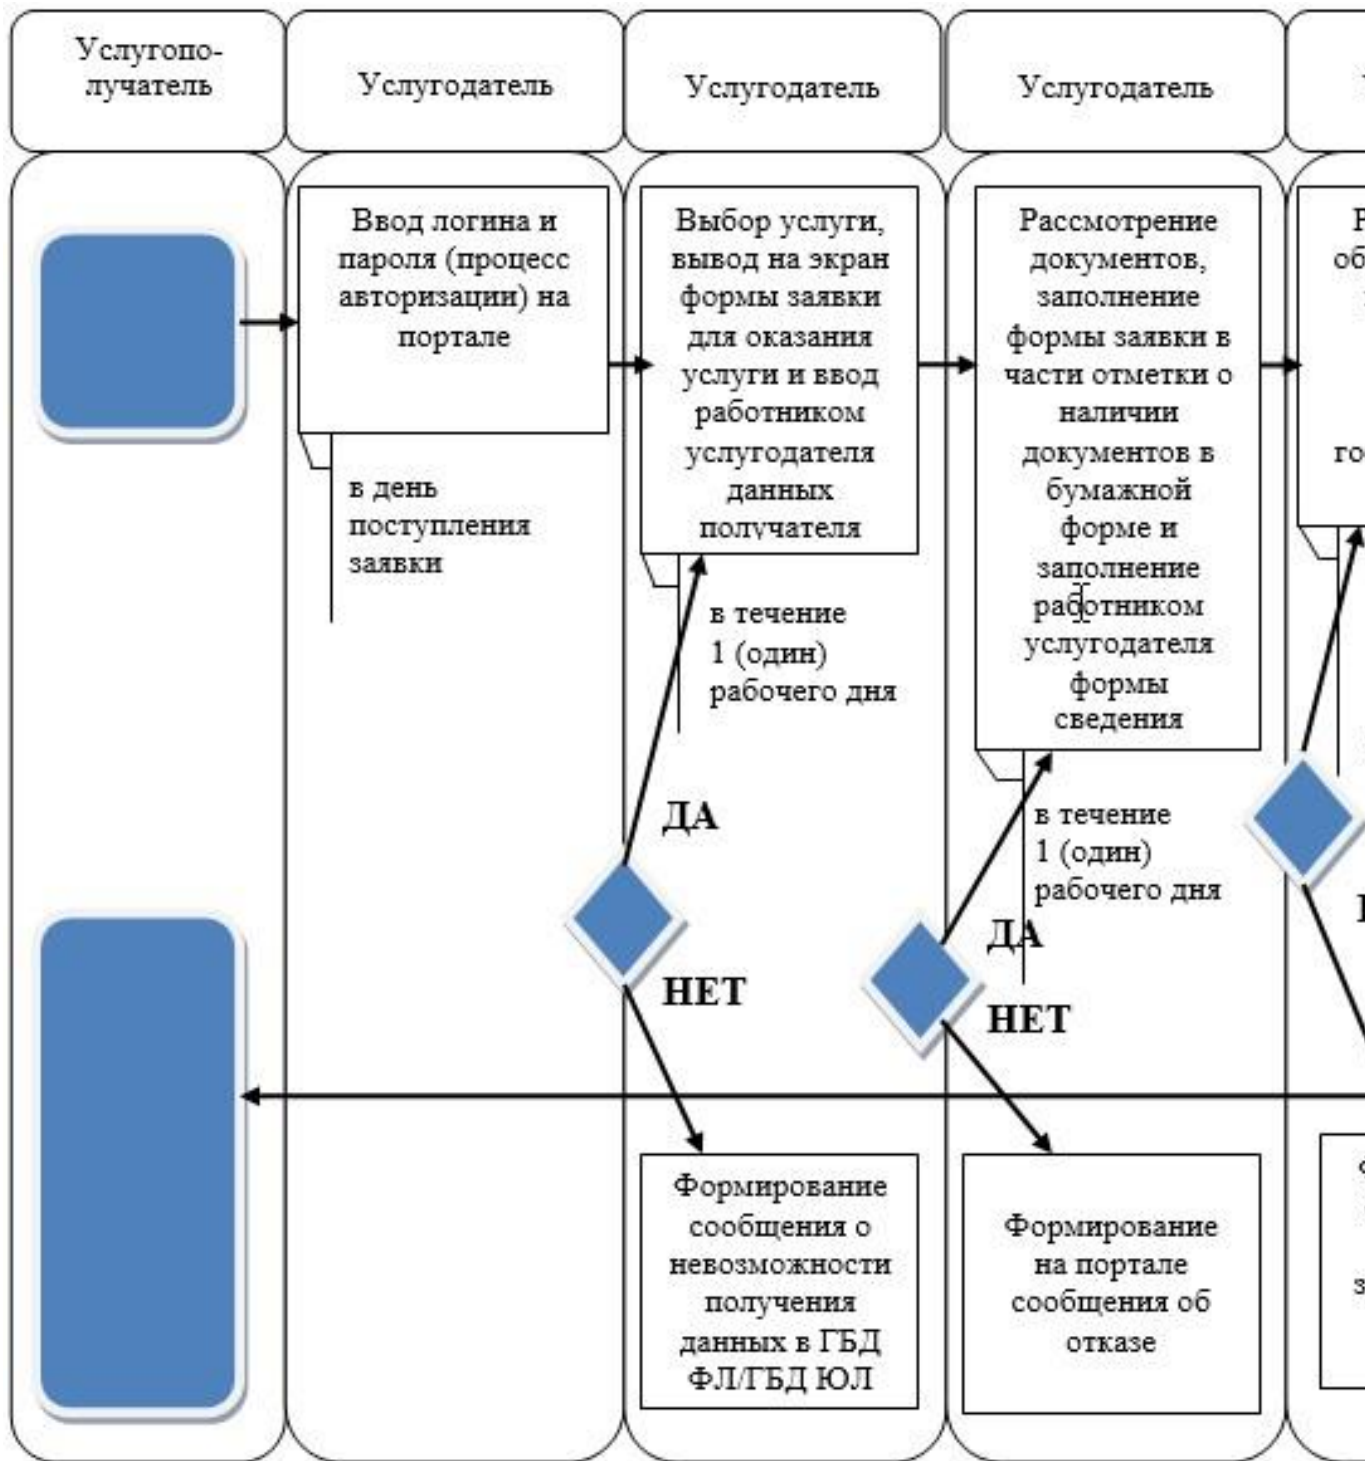 Услугопо-
лучатель
Услугодатель
Услугодатель
Услугодатель
Ввод логина и
пароля (процесс
авторизации) на
портале
в день
поступления
заявки
Выбор услуги,
вывод на экран
формы заявки
для оказания
услуги и ввод
работником
услугодателя
данных
получателя
в течение
1 (один)
рабочего дня
ДА
НЕТ
Формирование
сообщения о
невозможности
получения
данных в ГБД
ФЛ/ГБД ЮЛ
Рассмотрение
документов,
заполнение
формы заявки в
части отметки о
наличии
документов в
бумажной
форме и
заполнение
работником
услугодателя
формы
сведения
в течение
1 (один)
рабочего дня
ДА
НЕТ
Формирование
на портале
сообщения об
отказе